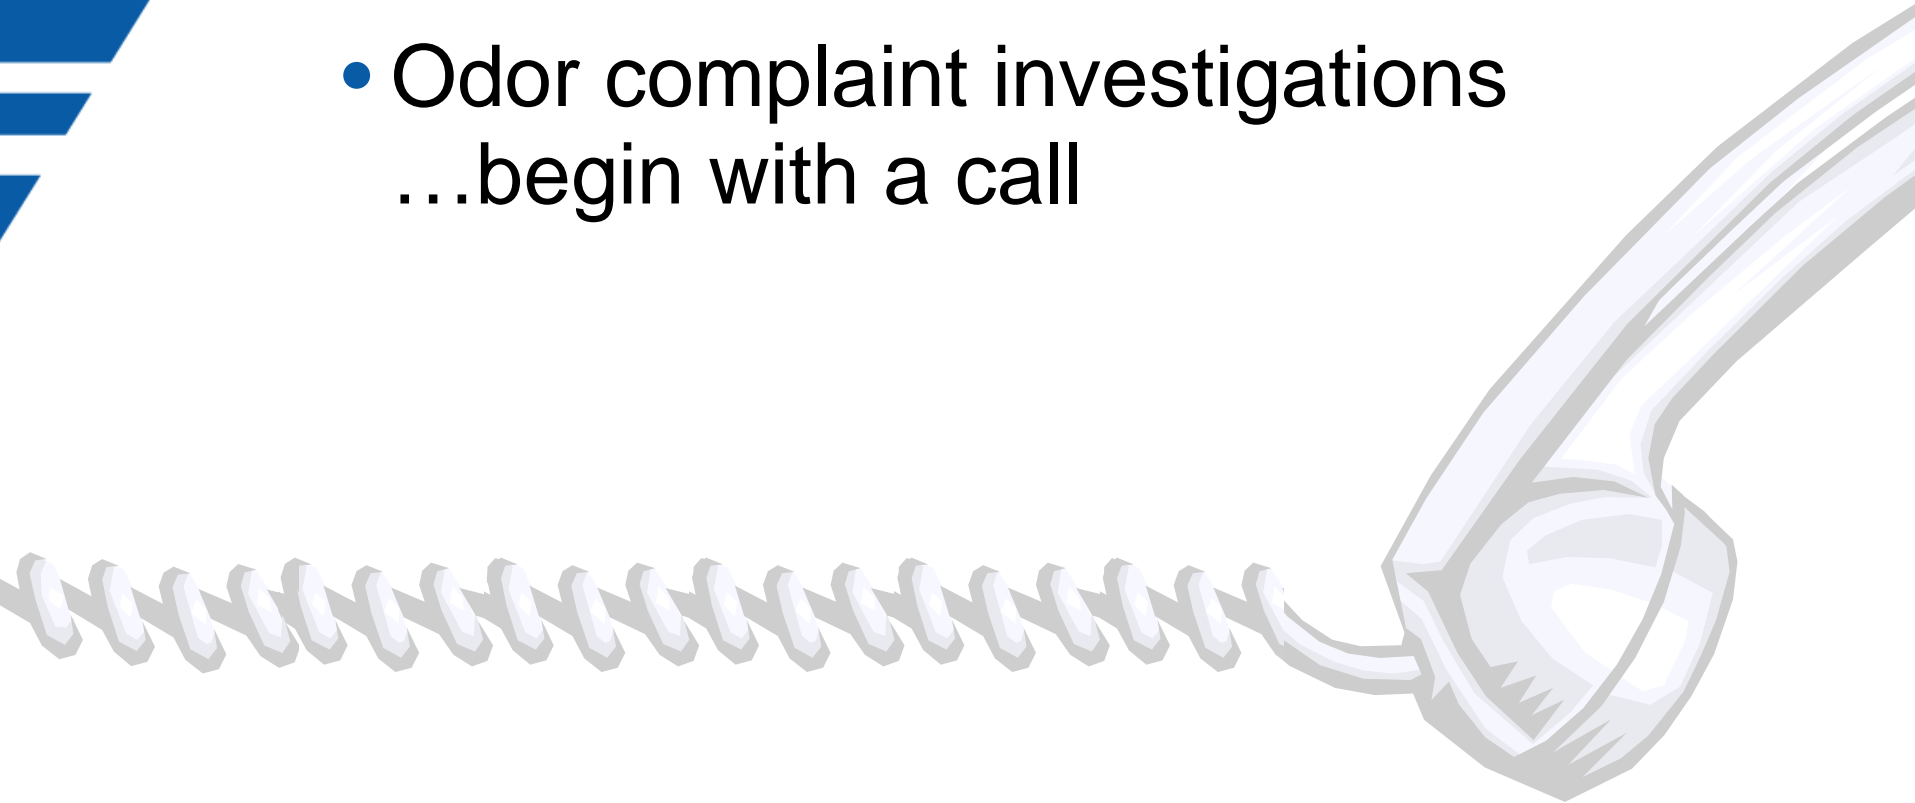 • Odor complaint investigations
…begin with a call